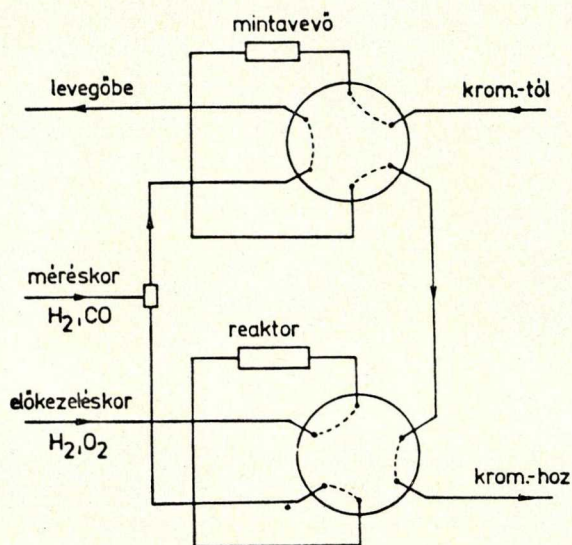 mintavevő
levegőbe
krom.-tól
méréskor
H₂,CO
reaktor
előkezeléskor
H₂,O₂
krom.-hoz